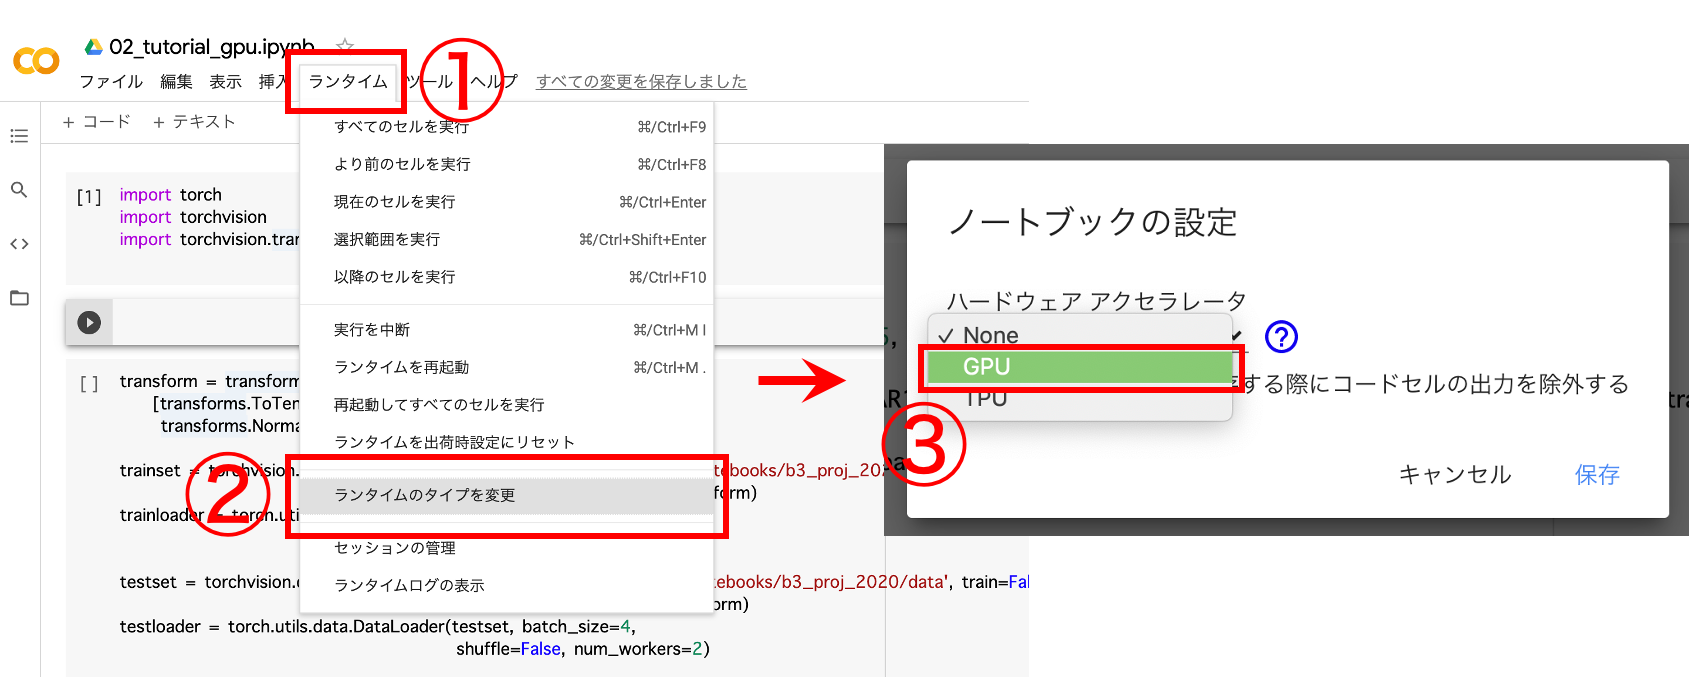 02_tutorial_gpu.ipynb
ファイル 編集 表示 挿入 ランタイム ツール ヘルプ すべての変更を保存しました
①
+ コード + テキスト
すべてのセルを実行 ⌘/Ctrl+F9
より前のセルを実行 ⌘/Ctrl+F8
現在のセルを実行 ⌘/Ctrl+Enter
選択範囲を実行 ⌘/Ctrl+Shift+Enter
以降のセルを実行 ⌘/Ctrl+F10
実行を中断 ⌘/Ctrl+M I
ランタイムを再起動 ⌘/Ctrl+M .
再起動してすべてのセルを実行
ランタイムを出荷時設定にリセット
ランタイムのタイプを変更
②
セッションの管理
ランタイムログの表示
[1] import torch
import torchvision
import torchvision.tran
[ ] transform = transform
[transforms.ToTen
transforms.Norma
trainset = torchvision. tebooks/b3_proj_202
form)
trainloader = torch.uti
testset = torchvision. tebooks/b3_proj_2020/data', train=Fal
orm)
testloader = torch.utils.data.DataLoader(testset, batch_size=4,
shuffle=False, num_workers=2)
ノートブックの設定
ハードウェア アクセラレータ
✓ None
?
GPU
TPU
する際にコードセルの出力を除外する
③
キャンセル 保存